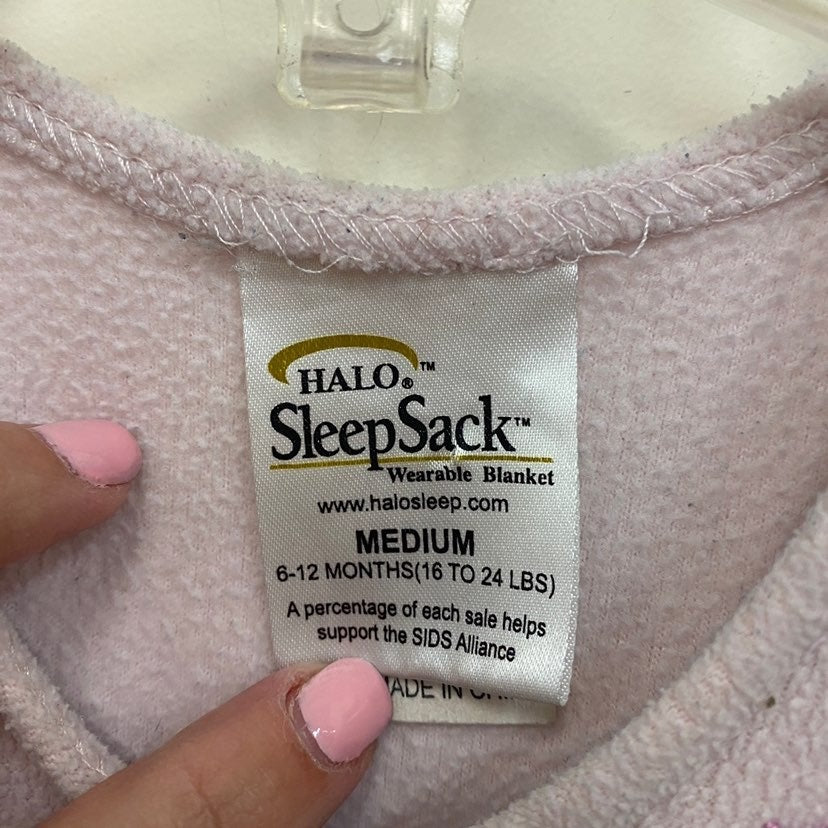 HALO®™
SleepSack™
Wearable Blanket
www.halosleep.com
MEDIUM
6-12 MONTHS(16 TO 24 LBS)
A percentage of each sale helps
support the SIDS Alliance
IN